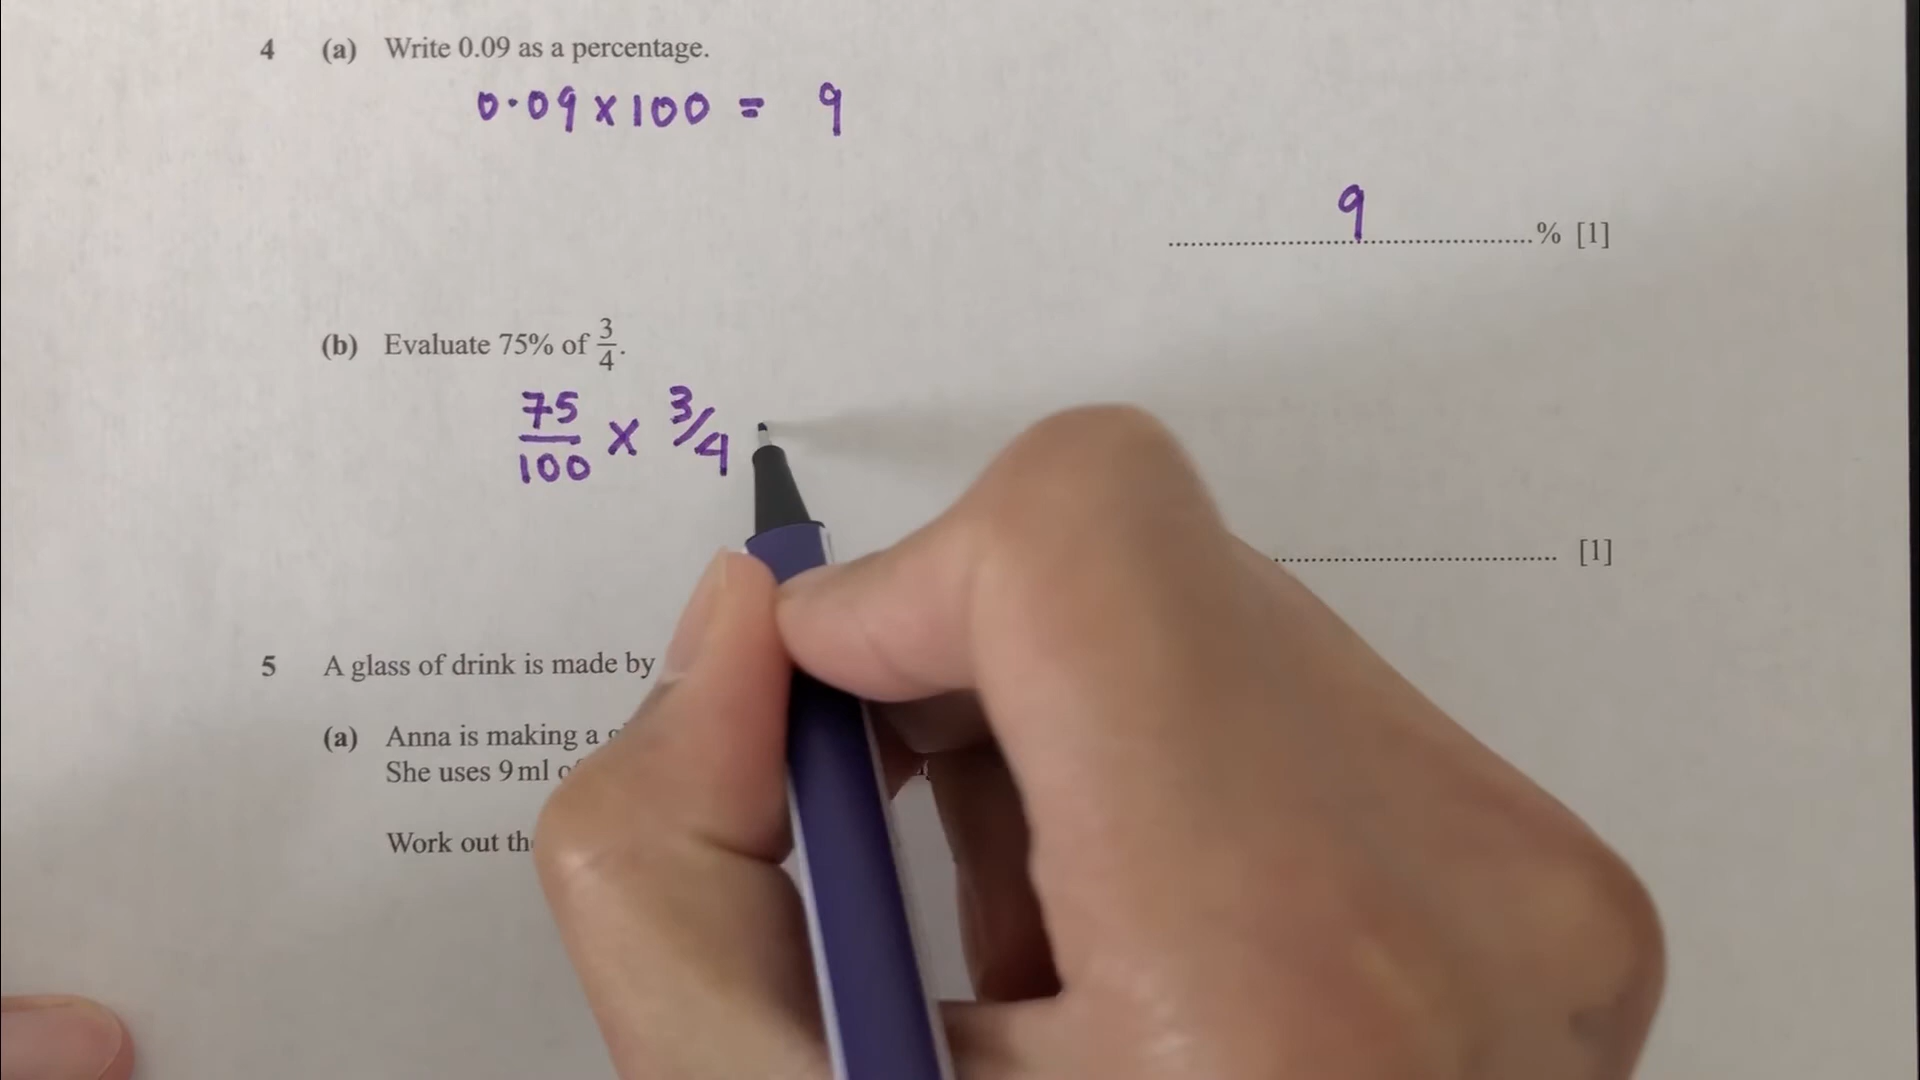 4 (a) Write 0.09 as a percentage.
0.09 × 100 = 9
9
........ % [1]
(b) Evaluate 75% of 3/4.
75/100 × 3/4
........ [1]
5 A glass of drink is made by
(a) Anna is making a
She uses 9 ml
Work out